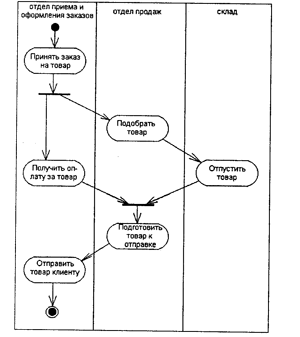 отдел приема и
оформления заказов
отдел продаж
склад
Принять заказ
на товар
Подобрать
товар
Получить оп-
лату за товар
Отпустить
товар
Подготовить
товар к
отправке
Отправить
товар клиенту